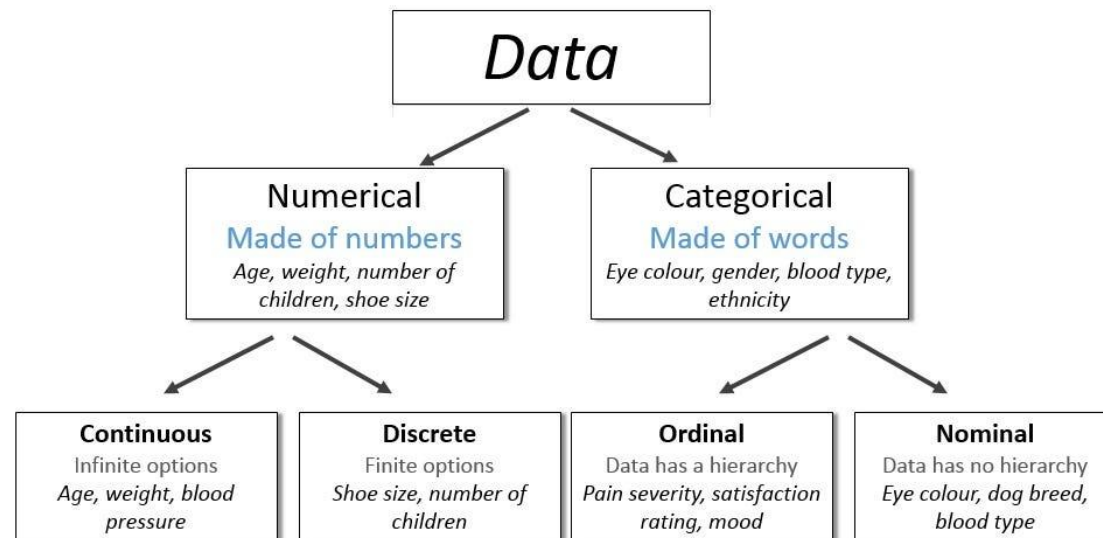 Data
Numerical
Made of numbers
Age, weight, number of
children, shoe size
Categorical
Made of words
Eye colour, gender, blood type,
ethnicity
Continuous
Infinite options
Age, weight, blood
pressure
Discrete
Finite options
Shoe size, number of
children
Ordinal
Data has a hierarchy
Pain severity, satisfaction
rating, mood
Nominal
Data has no hierarchy
Eye colour, dog breed,
blood type